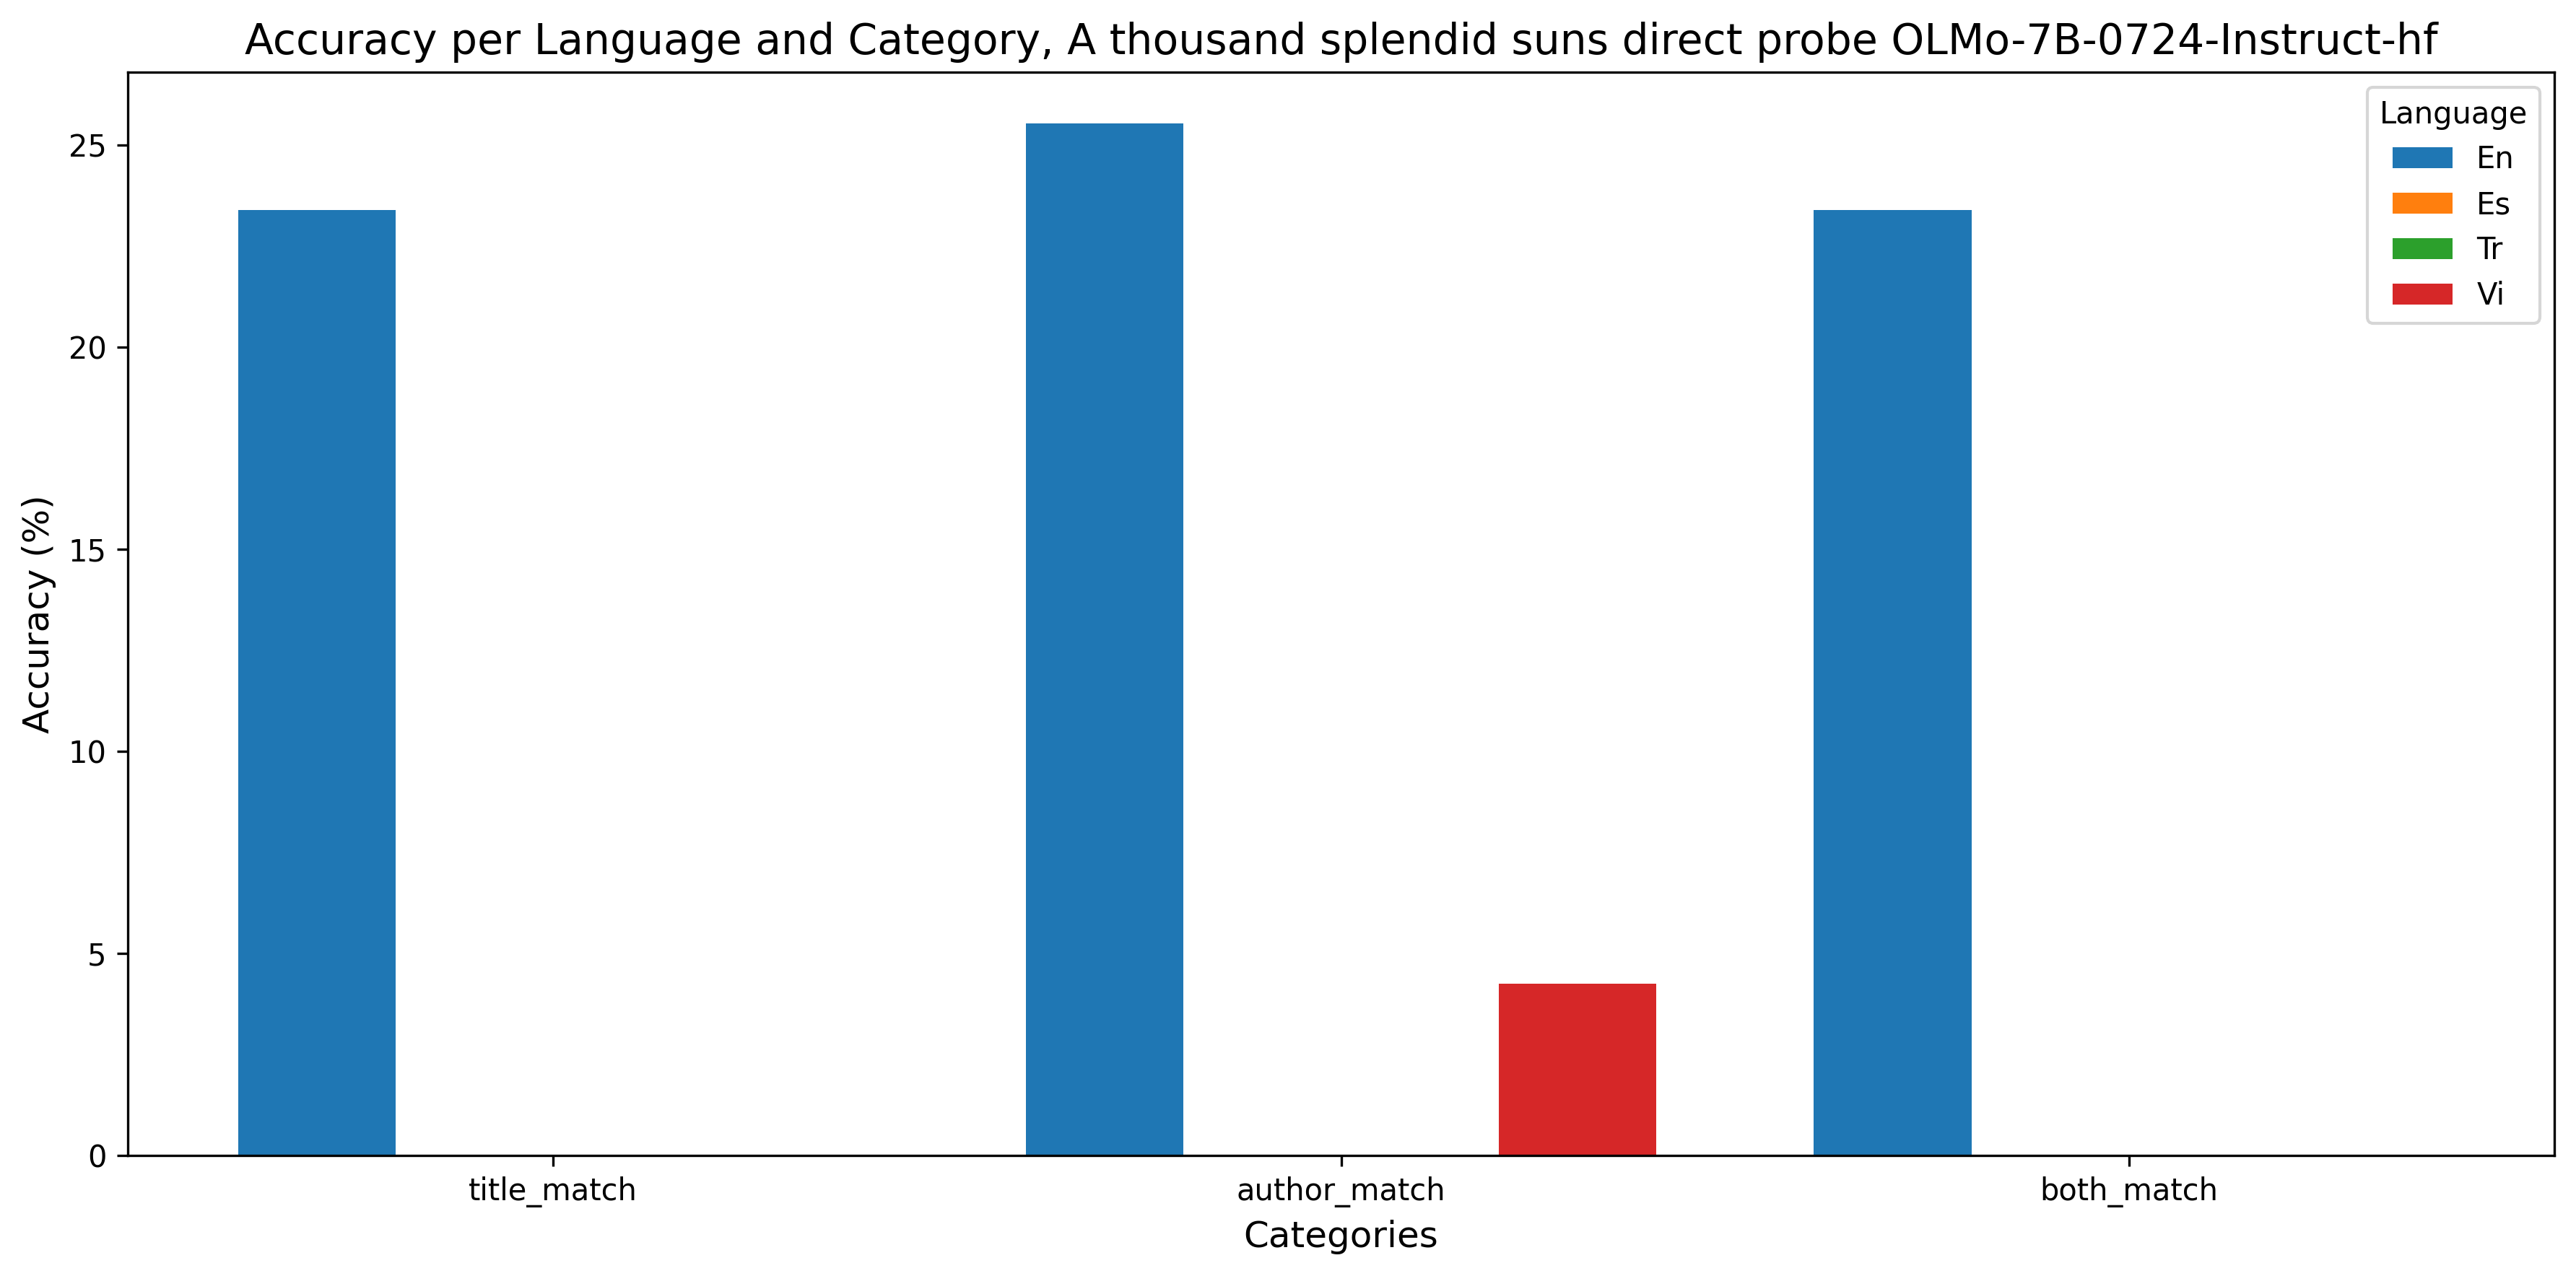 Accuracy per Language and Category, A thousand splendid suns direct probe OLMo-7B-0724-Instruct-hf
Language
En
Es
Tr
Vi
Accuracy (%)
25
20
15
10
5
0
title_match
author_match
both_match
Categories